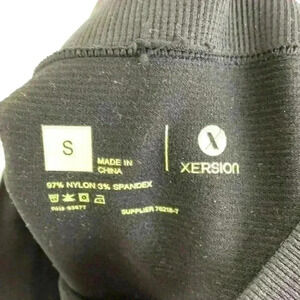 S
MADE IN
CHINA
X
XERSION
97% NYLON 3% SPANDEX
SUPPLIER 76218-7